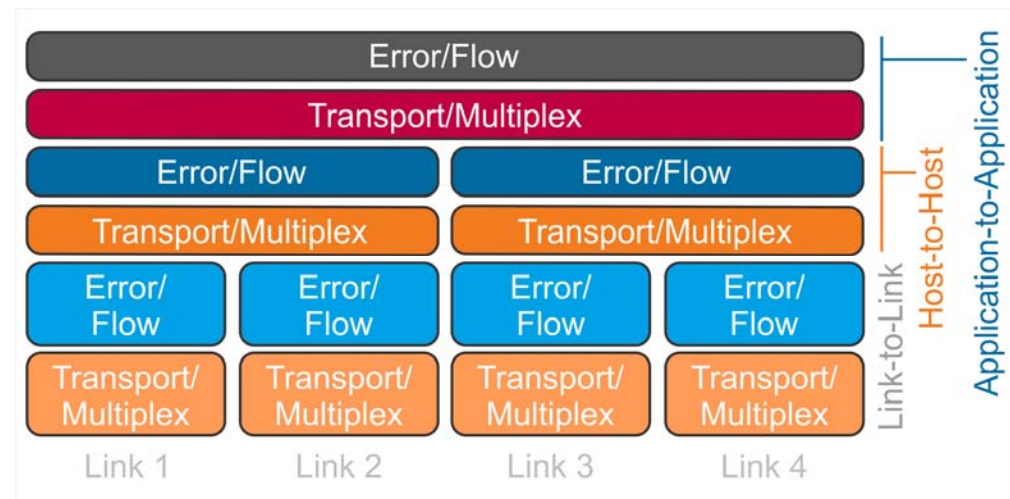 Error/Flow
Transport/Multiplex
Error/Flow
Error/Flow
Transport/Multiplex
Transport/Multiplex
Error/
Flow
Error/
Flow
Error/
Flow
Error/
Flow
Transport/
Multiplex
Transport/
Multiplex
Transport/
Multiplex
Transport/
Multiplex
Link 1
Link 2
Link 3
Link 4
Link-to-Link
Host-to-Host
Application-to-Application